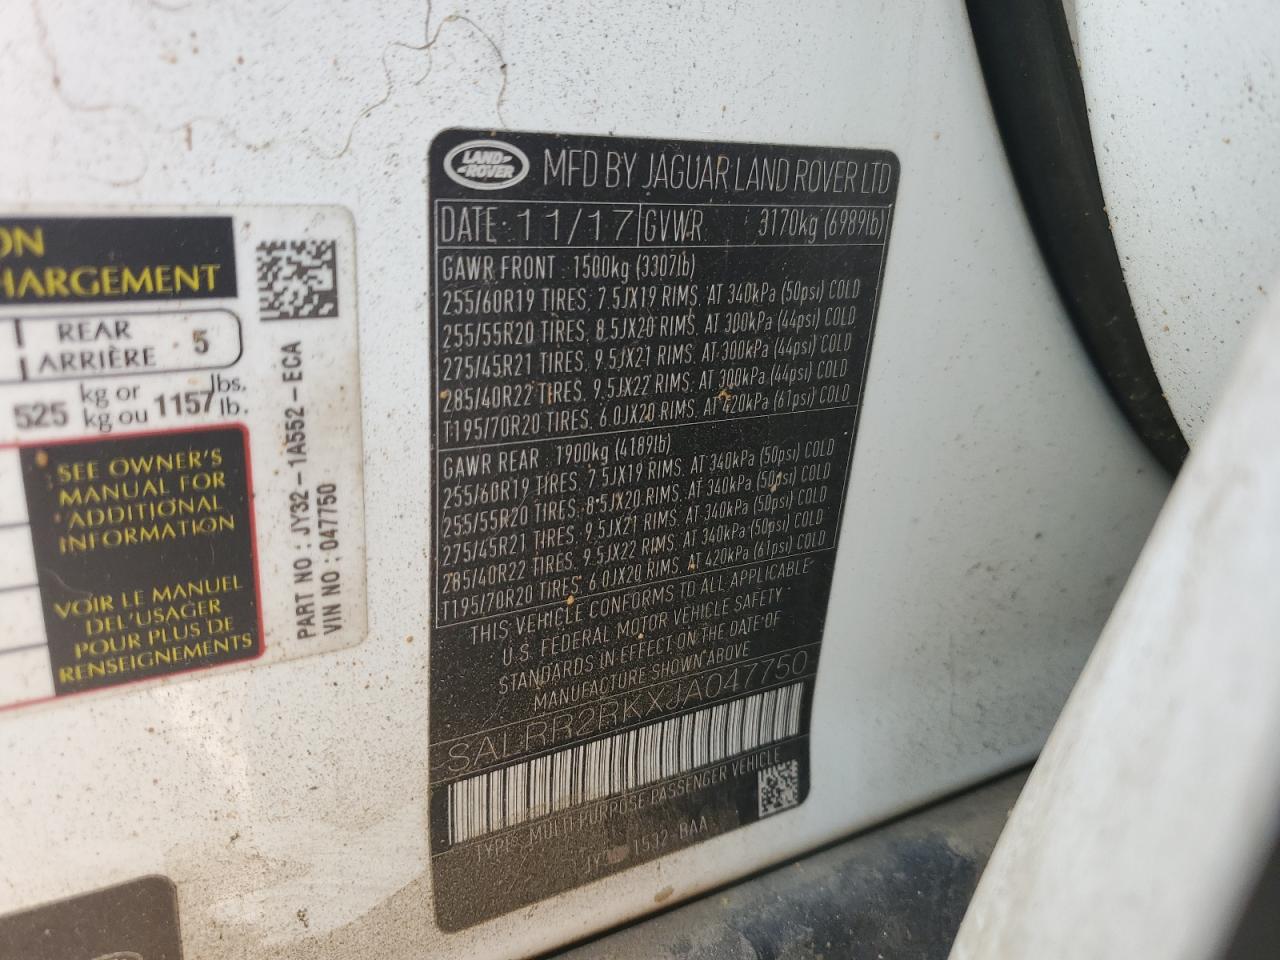 ON
HARGEMENT
REAR
ARRIÈRE 5
525 kg or 1157 lbs.
kg ou lb.
SEE OWNER'S
MANUAL FOR
ADDITIONAL
INFORMATION
VOIR LE MANUEL
DEL'USAGER
POUR PLUS DE
RENSEIGNEMENTS
PART NO : JY32-1A552-ECA
VIN NO : 047750
LAND-
-ROVER
MFD BY JAGUAR LAND ROVER LTD
DATE: 11/17 GVWR 3170kg (6989lb)
GAWR FRONT : 1500kg (3307lb)
255/60R19 TIRES; 7.5JX19 RIMS, AT 340kPa (50psi) COLD
255/55R20 TIRES; 8.5JX20 RIMS, AT 300kPa (44psi) COLD
275/45R21 TIRES; 9.5JX21 RIMS, AT 300kPa (44psi) COLD
285/40R22 TIRES; 9.5JX22 RIMS, AT 300kPa (44psi) COLD
T195/70R20 TIRES; 6.0JX20 RIMS, AT 420kPa (61psi) COLD
GAWR REAR : 1900kg (4189lb)
255/60R19 TIRES; 7.5JX19 RIMS, AT 340kPa (50psi) COLD
255/55R20 TIRES; 8.5JX20 RIMS, AT 340kPa (50psi) COLD
275/45R21 TIRES; 9.5JX21 RIMS, AT 340kPa (50psi) COLD
285/40R22 TIRES; 9.5JX22 RIMS, AT 340kPa (50psi) COLD
T195/70R20 TIRES; 6.0JX20 RIMS, AT 420kPa (61psi) COLD
THIS VEHICLE CONFORMS TO ALL APPLICABLE
U.S. FEDERAL MOTOR VEHICLE SAFETY
STANDARDS IN EFFECT ON THE DATE OF
MANUFACTURE SHOWN ABOVE
SALRR2RKXJA047750
TYPE: MULTI PURPOSE PASSENGER VEHICLE
1532 BAA